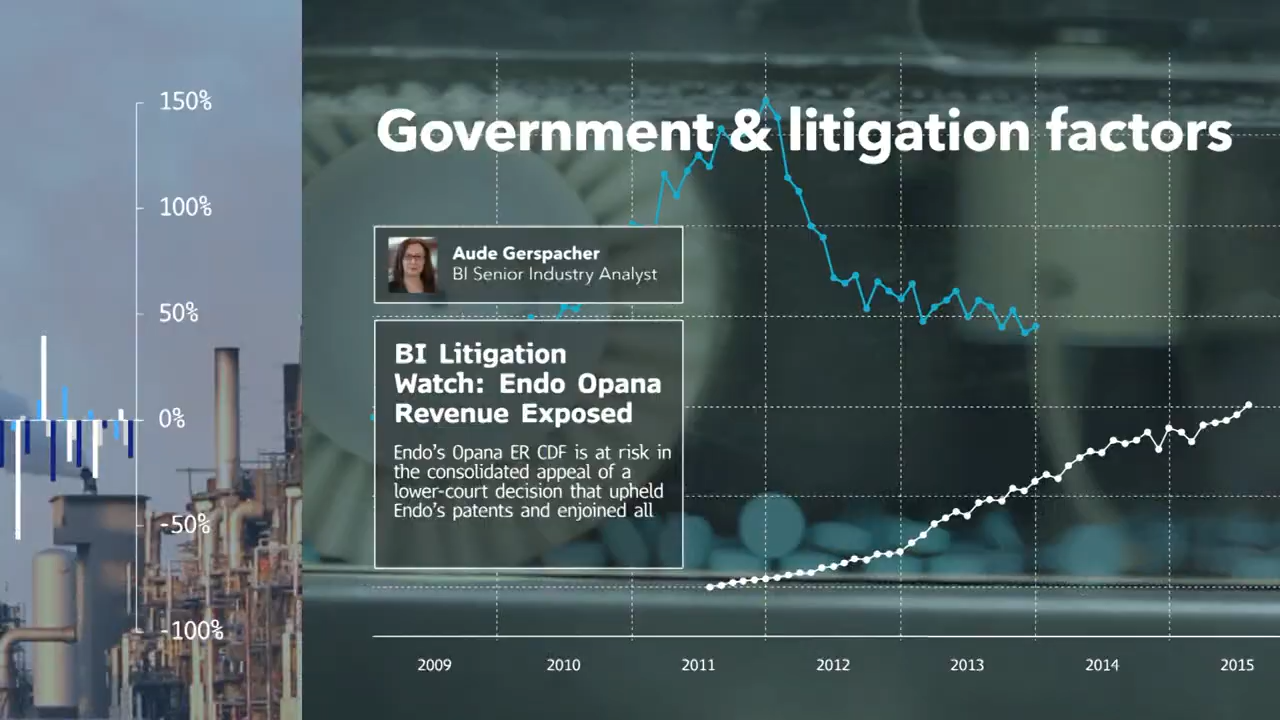 150%
100%
50%
0%
-50%
-100%
Government & litigation factors
Aude Gerspacher
BI Senior Industry Analyst
BI Litigation
Watch: Endo Opana
Revenue Exposed
Endo's Opana ER CDF is at risk in
the consolidated appeal of a
lower-court decision that upheld
Endo's patents and enjoined all
2009 2010 2011 2012 2013 2014 2015